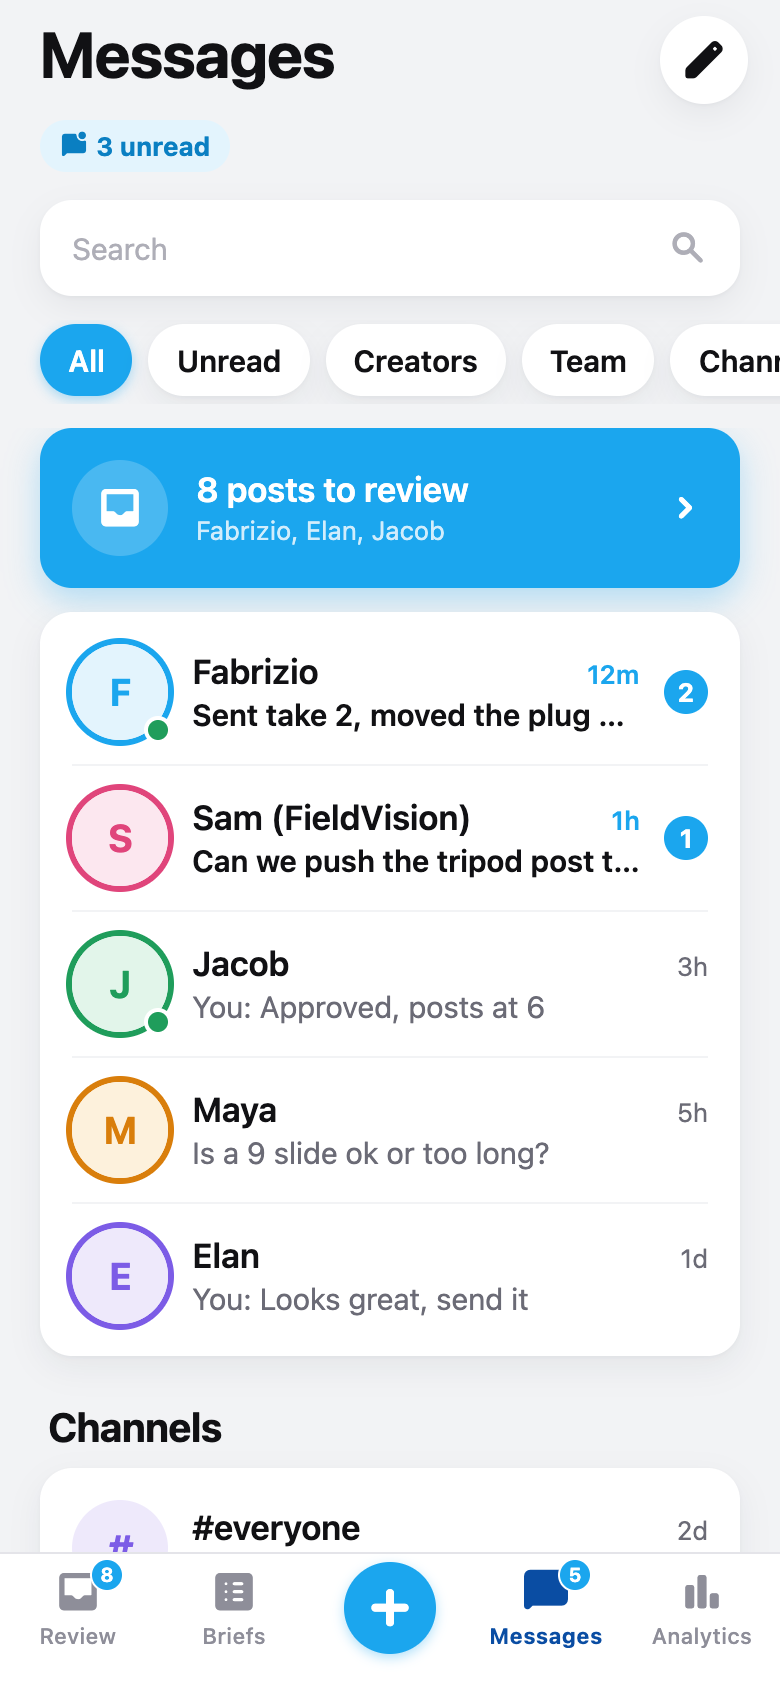 Messages
3 unread
Search
All
Unread
Creators
Team
Chann
8 posts to review
Fabrizio, Elan, Jacob
F
Fabrizio
12m
Sent take 2, moved the plug ...
2
S
Sam (FieldVision)
1h
Can we push the tripod post t...
1
J
Jacob
3h
You: Approved, posts at 6
M
Maya
5h
Is a 9 slide ok or too long?
E
Elan
1d
You: Looks great, send it
Channels
#
#everyone
2d
8
5
Review
Briefs
Messages
Analytics